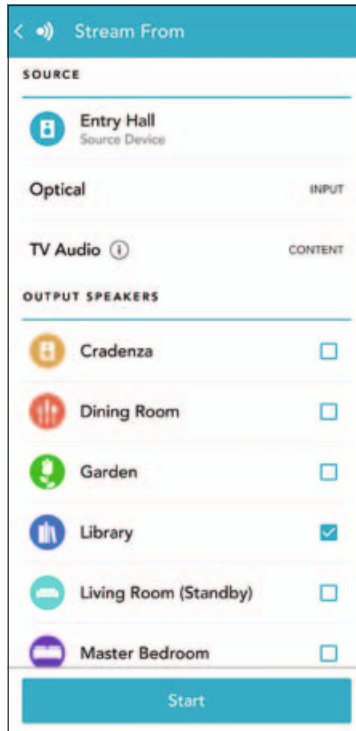 Stream From
SOURCE
Entry Hall
Source Device
Optical INPUT
TV Audio CONTENT
OUTPUT SPEAKERS
Cradenza
Dining Room
Garden
Library
Living Room (Standby)
Master Bedroom
Start